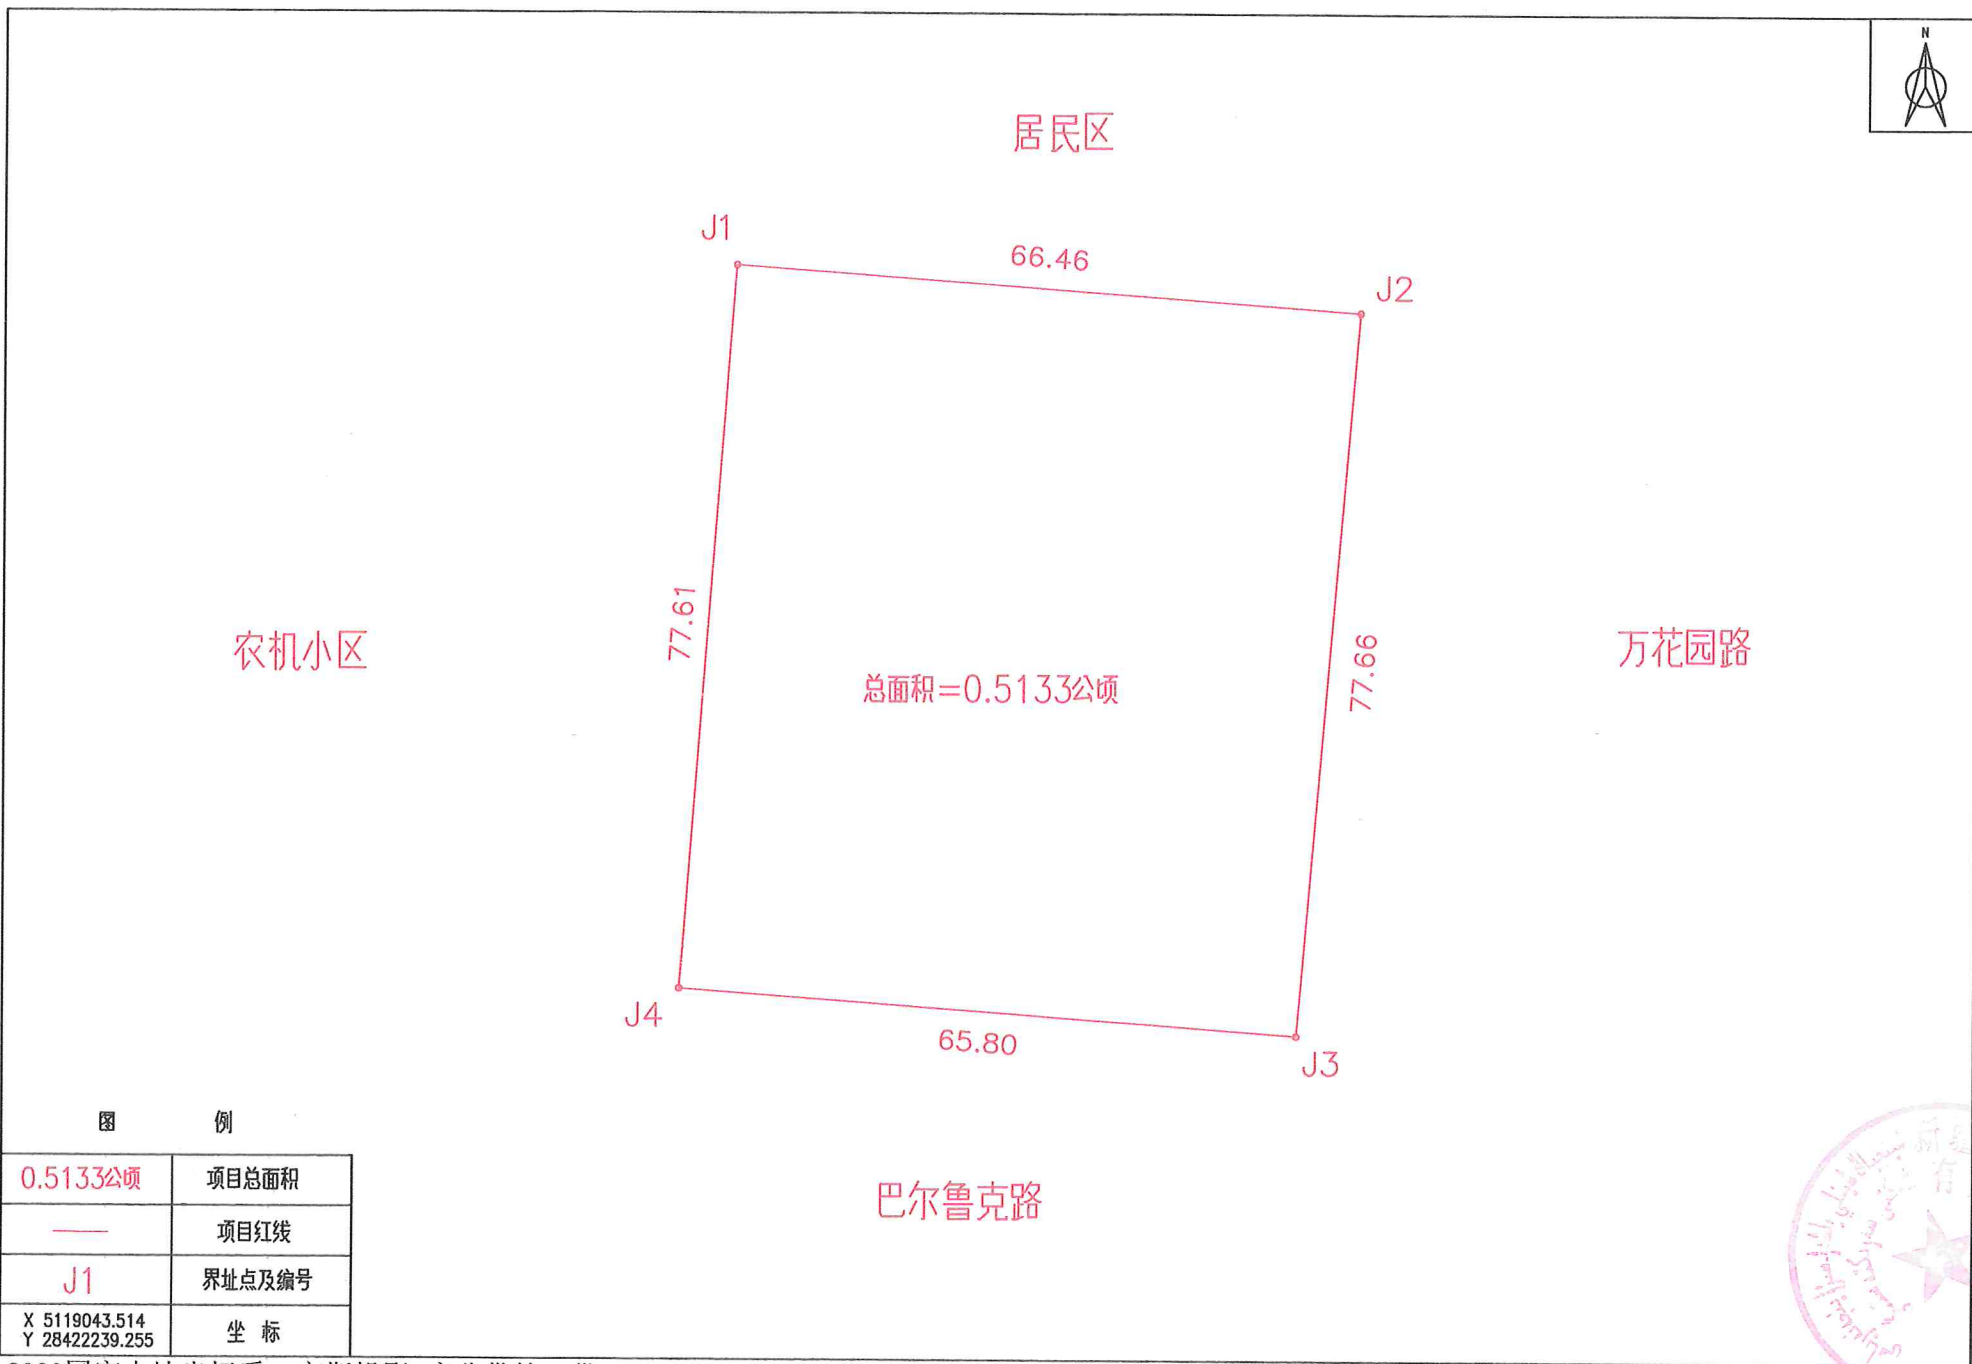 N
居民区
J1
66.46
J2
77.61
农机小区
77.66
万花园路
总面积=0.5133公顷
J4
65.80
J3
图 例
0.5133公顷 项目总面积
项目红线
J1 界址点及编号
X 5119043.514
Y 28422239.255
坐 标
巴尔鲁克路